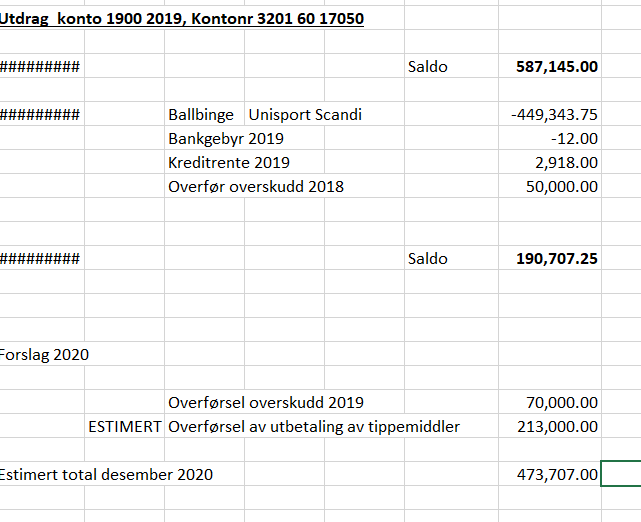 Utdrag konto 1900 2019, Kontonr 3201 60 17050
######### Saldo 587,145.00
######### Ballbinge Unisport Scandi -449,343.75
Bankgebyr 2019 -12.00
Kreditrente 2019 2,918.00
Overfør overskudd 2018 50,000.00
######### Saldo 190,707.25
Forslag 2020
Overførsel overskudd 2019 70,000.00
ESTIMERT Overførsel av utbetaling av tippemiddler 213,000.00
Estimert total desember 2020 473,707.00